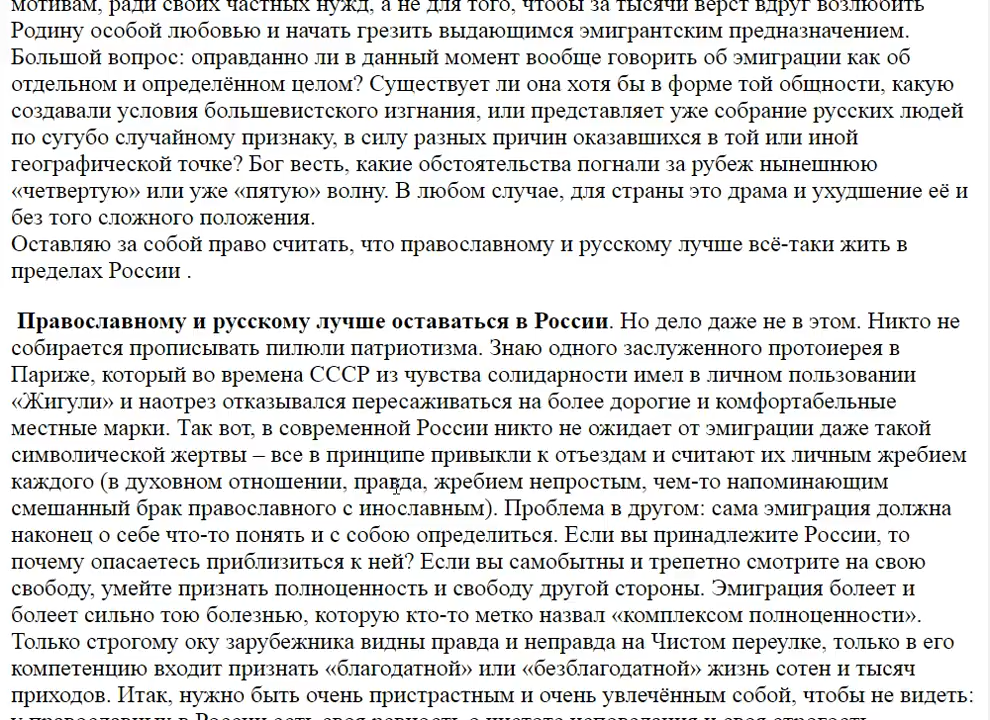 мотивам, ради своих частных нужд, а не для того, чтобы за тысячи вёрст вдруг возлюбить
Родину особой любовью и начать грезить выдающимся эмигрантским предназначением.
Большой вопрос: оправданно ли в данный момент вообще говорить об эмиграции как об
отдельном и определённом целом? Существует ли она хотя бы в форме той общности, какую
создавали условия большевистского изгнания, или представляет уже собрание русских людей
по сугубо случайному признаку, в силу разных причин оказавшихся в той или иной
географической точке? Бог весть, какие обстоятельства погнали за рубеж нынешнюю
«четвертую» или уже «пятую» волну. В любом случае, для страны это драма и ухудшение её и
без того сложного положения.
Оставляю за собой право считать, что православному и русскому лучше всё-таки жить в
пределах России .
Православному и русскому лучше оставаться в России. Но дело даже не в этом. Никто не
собирается прописывать пилюли патриотизма. Знаю одного заслуженного протоиерея в
Париже, который во времена СССР из чувства солидарности имел в личном пользовании
«Жигули» и наотрез отказывался пересаживаться на более дорогие и комфортабельные
местные марки. Так вот, в современной России никто не ожидает от эмиграции даже такой
символической жертвы – все в принципе привыкли к отъездам и считают их личным жребием
каждого (в духовном отношении, правда, жребием непростым, чем-то напоминающим
смешанный брак православного с инославным). Проблема в другом: сама эмиграция должна
наконец о себе что-то понять и с собою определиться. Если вы принадлежите России, то
почему опасаетесь приблизиться к ней? Если вы самобытны и трепетно смотрите на свою
свободу, умейте признать полноценность и свободу другой стороны. Эмиграция болеет и
болеет сильно тою болезнью, которую кто-то метко назвал «комплексом полноценности».
Только строгому оку зарубежника видны правда и неправда на Чистом переулке, только в его
компетенцию входит признать «благодатной» или «безблагодатной» жизнь сотен и тысяч
приходов. Итак, нужно быть очень пристрастным и очень увлечённым собой, чтобы не видеть:
у православных в России есть своя ревность о чистоте исповедания и своя строгость